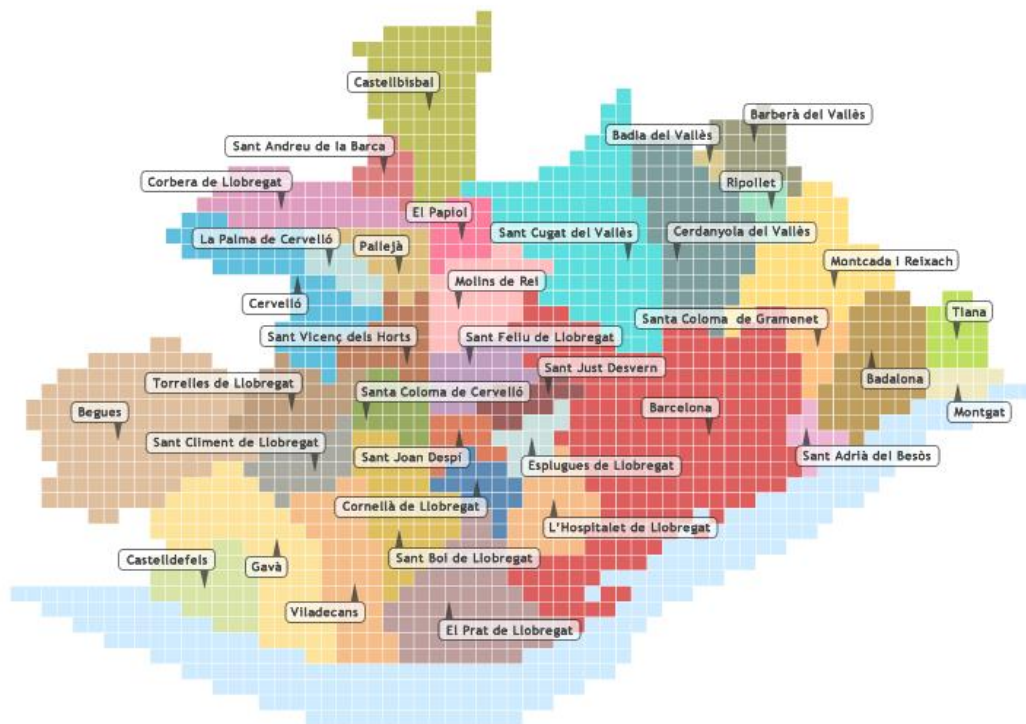 Castellbisbal
Barberà del Vallès
Badia del Vallès
Sant Andreu de la Barca
Corbera de Llobregat
Ripollet
El Papiol
La Palma de Cervelló
Pallejà
Sant Cugat del Vallès
Cerdanyola del Vallès
Montcada i Reixach
Molins de Rei
Cervelló
Santa Coloma de Gramenet
Tiana
Sant Vicenç dels Horts
Sant Feliu de Llobregat
Sant Just Desvern
Torrelles de Llobregat
Santa Coloma de Cervelló
Badalona
Begues
Barcelona
Montgat
Sant Climent de Llobregat
Sant Joan Despí
Esplugues de Llobregat
Sant Adrià del Besòs
Cornellà de Llobregat
L'Hospitalet de Llobregat
Castelldefels
Gavà
Sant Boi de Llobregat
Viladecans
El Prat de Llobregat